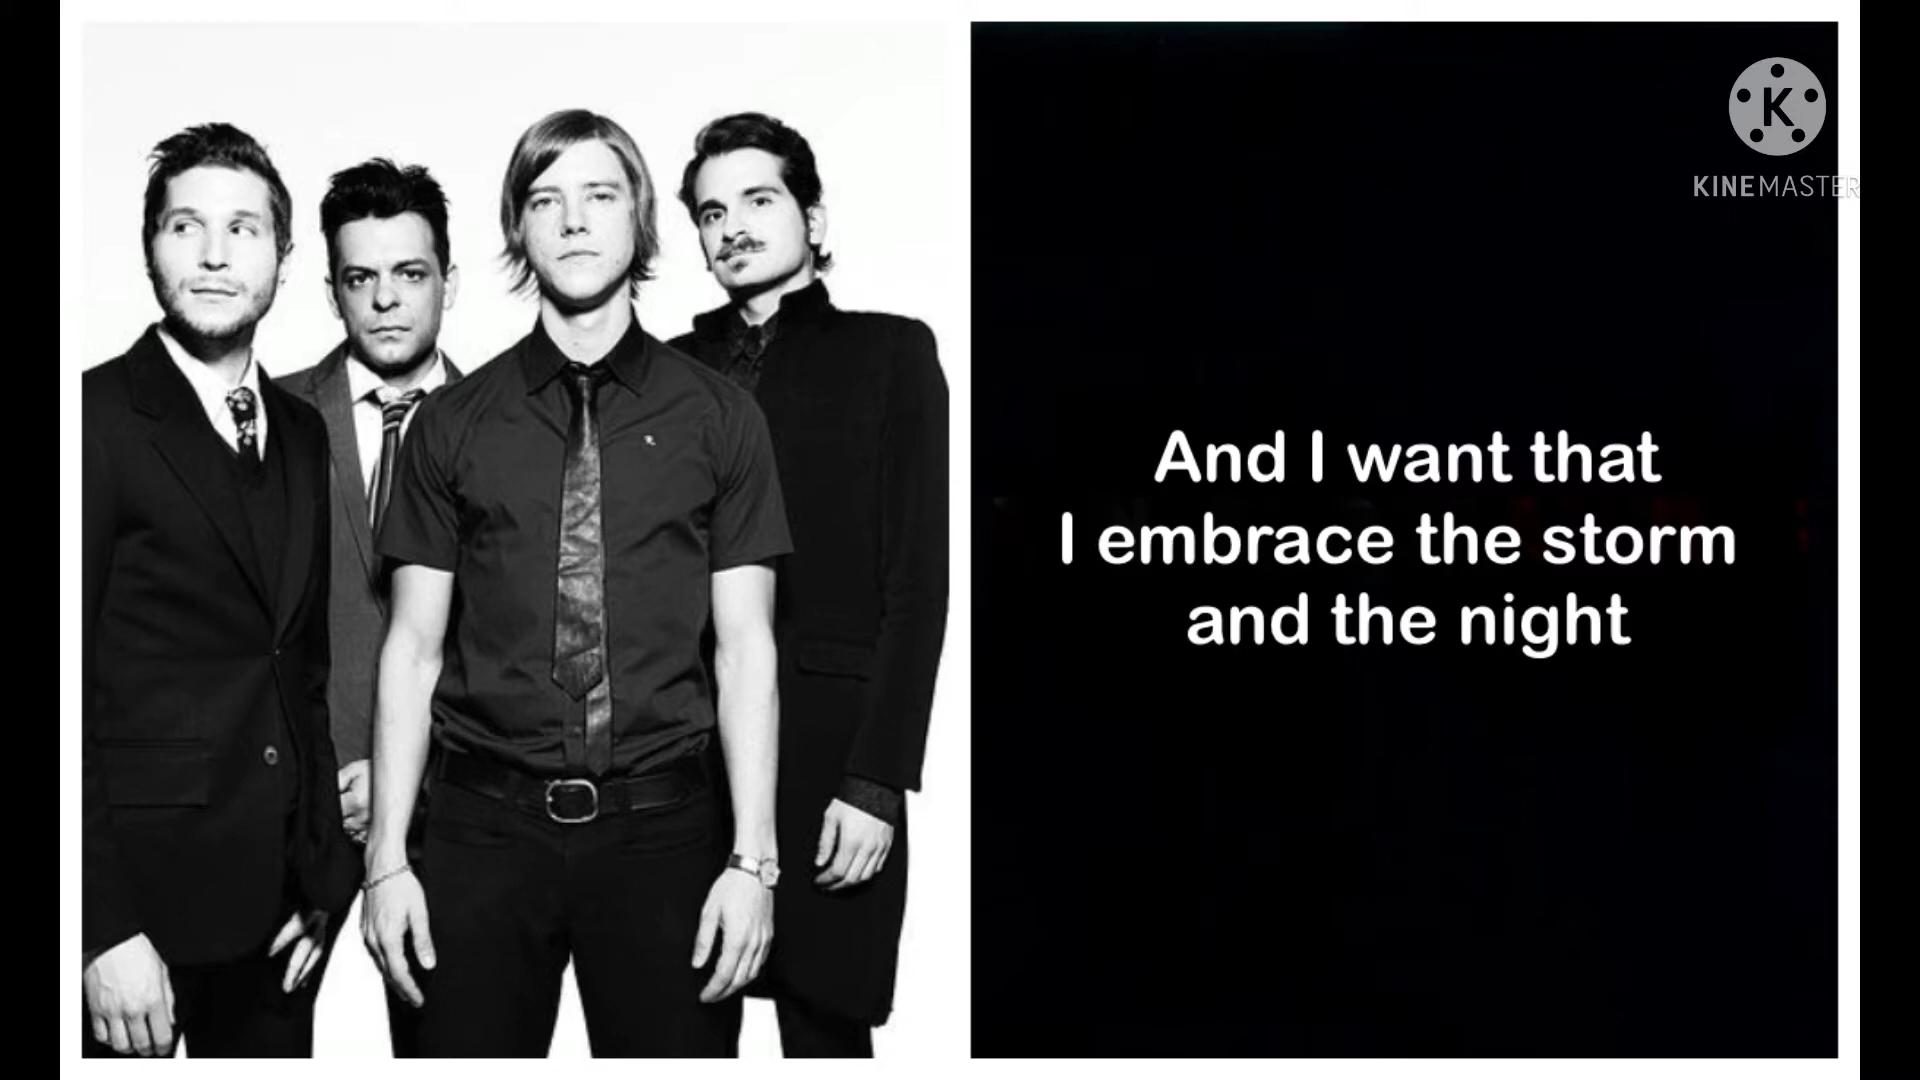 K
KINEMASTER
And I want that
I embrace the storm
and the night